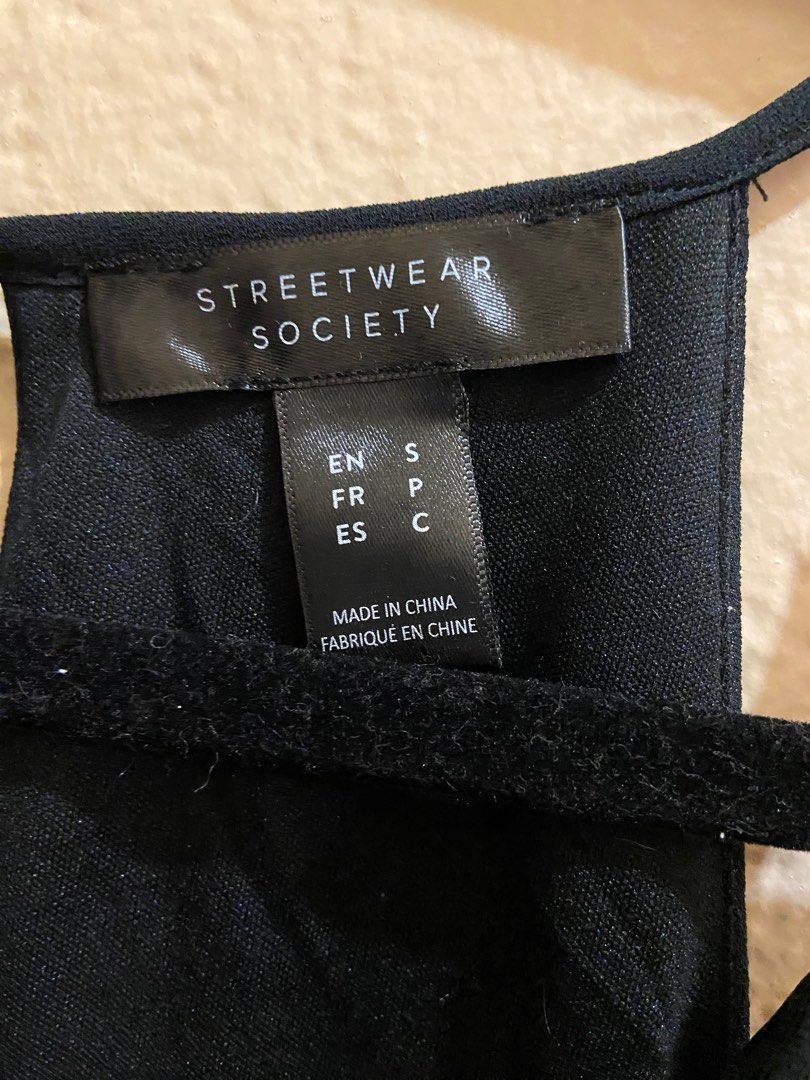 STREETWEAR
SOCIETY
EN S
FR P
ES C
MADE IN CHINA
FABRIQUÉ EN CHINE